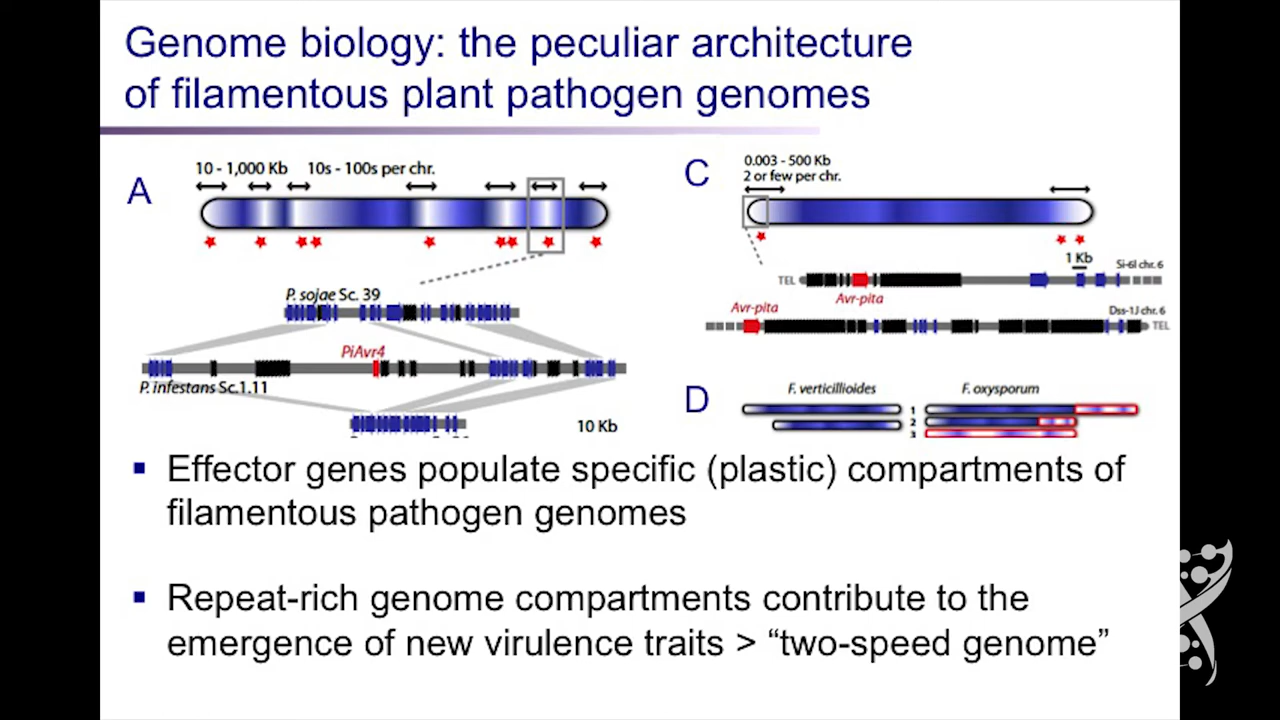 Genome biology: the peculiar architecture
of filamentous plant pathogen genomes
A
10 - 1,000 Kb
10s - 100s per chr.
P. sojae Sc. 39
PiAvr4
P. infestans Sc.1.11
10 Kb
C
0.003 - 500 Kb
2 or few per chr.
1 Kb
Si-6I chr. 6
TEL
Avr-pita
Avr-pita
Dss-1J chr. 6
TEL
D
F. verticillioides
F. oxysporum
1
2
3
▪ Effector genes populate specific (plastic) compartments of
filamentous pathogen genomes
▪ Repeat-rich genome compartments contribute to the
emergence of new virulence traits > “two-speed genome”